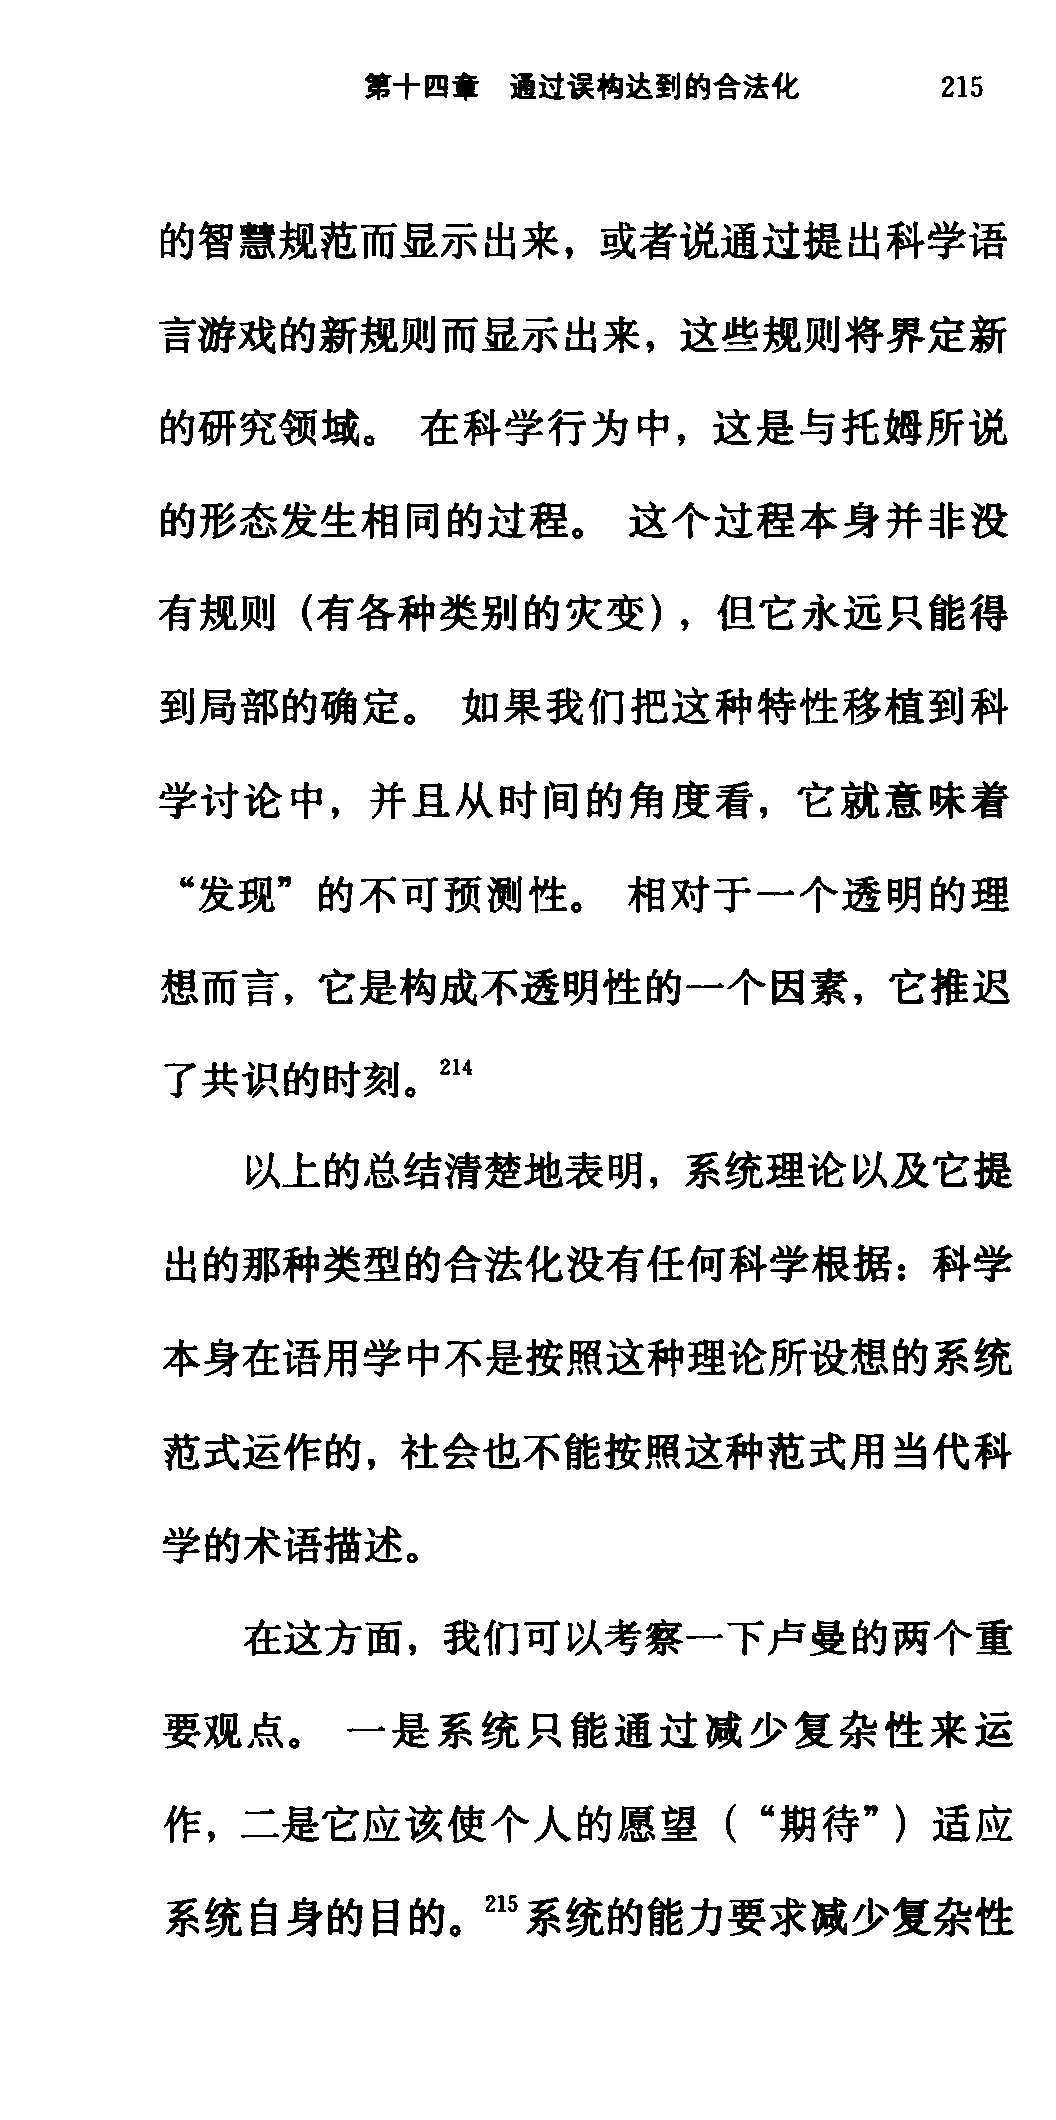 第十四章　通过误构达到的合法化　215
的智慧规范而显示出来，或者说通过提出科学语
言游戏的新规则而显示出来，这些规则将界定新
的研究领域。 在科学行为中，这是与托姆所说
的形态发生相同的过程。 这个过程本身并非没
有规则（有各种类别的灾变），但它永远只能得
到局部的确定。 如果我们把这种特性移植到科
学讨论中，并且从时间的角度看，它就意味着
“发现”的不可预测性。 相对于一个透明的理
想而言，它是构成不透明性的一个因素，它推迟
了共识的时刻。214
以上的总结清楚地表明，系统理论以及它提
出的那种类型的合法化没有任何科学根据：科学
本身在语用学中不是按照这种理论所设想的系统
范式运作的，社会也不能按照这种范式用当代科
学的术语描述。
在这方面，我们可以考察一下卢曼的两个重
要观点。 一是系统只能通过减少复杂性来运
作，二是它应该使个人的愿望（“期待”）适应
系统自身的目的。215系统的能力要求减少复杂性